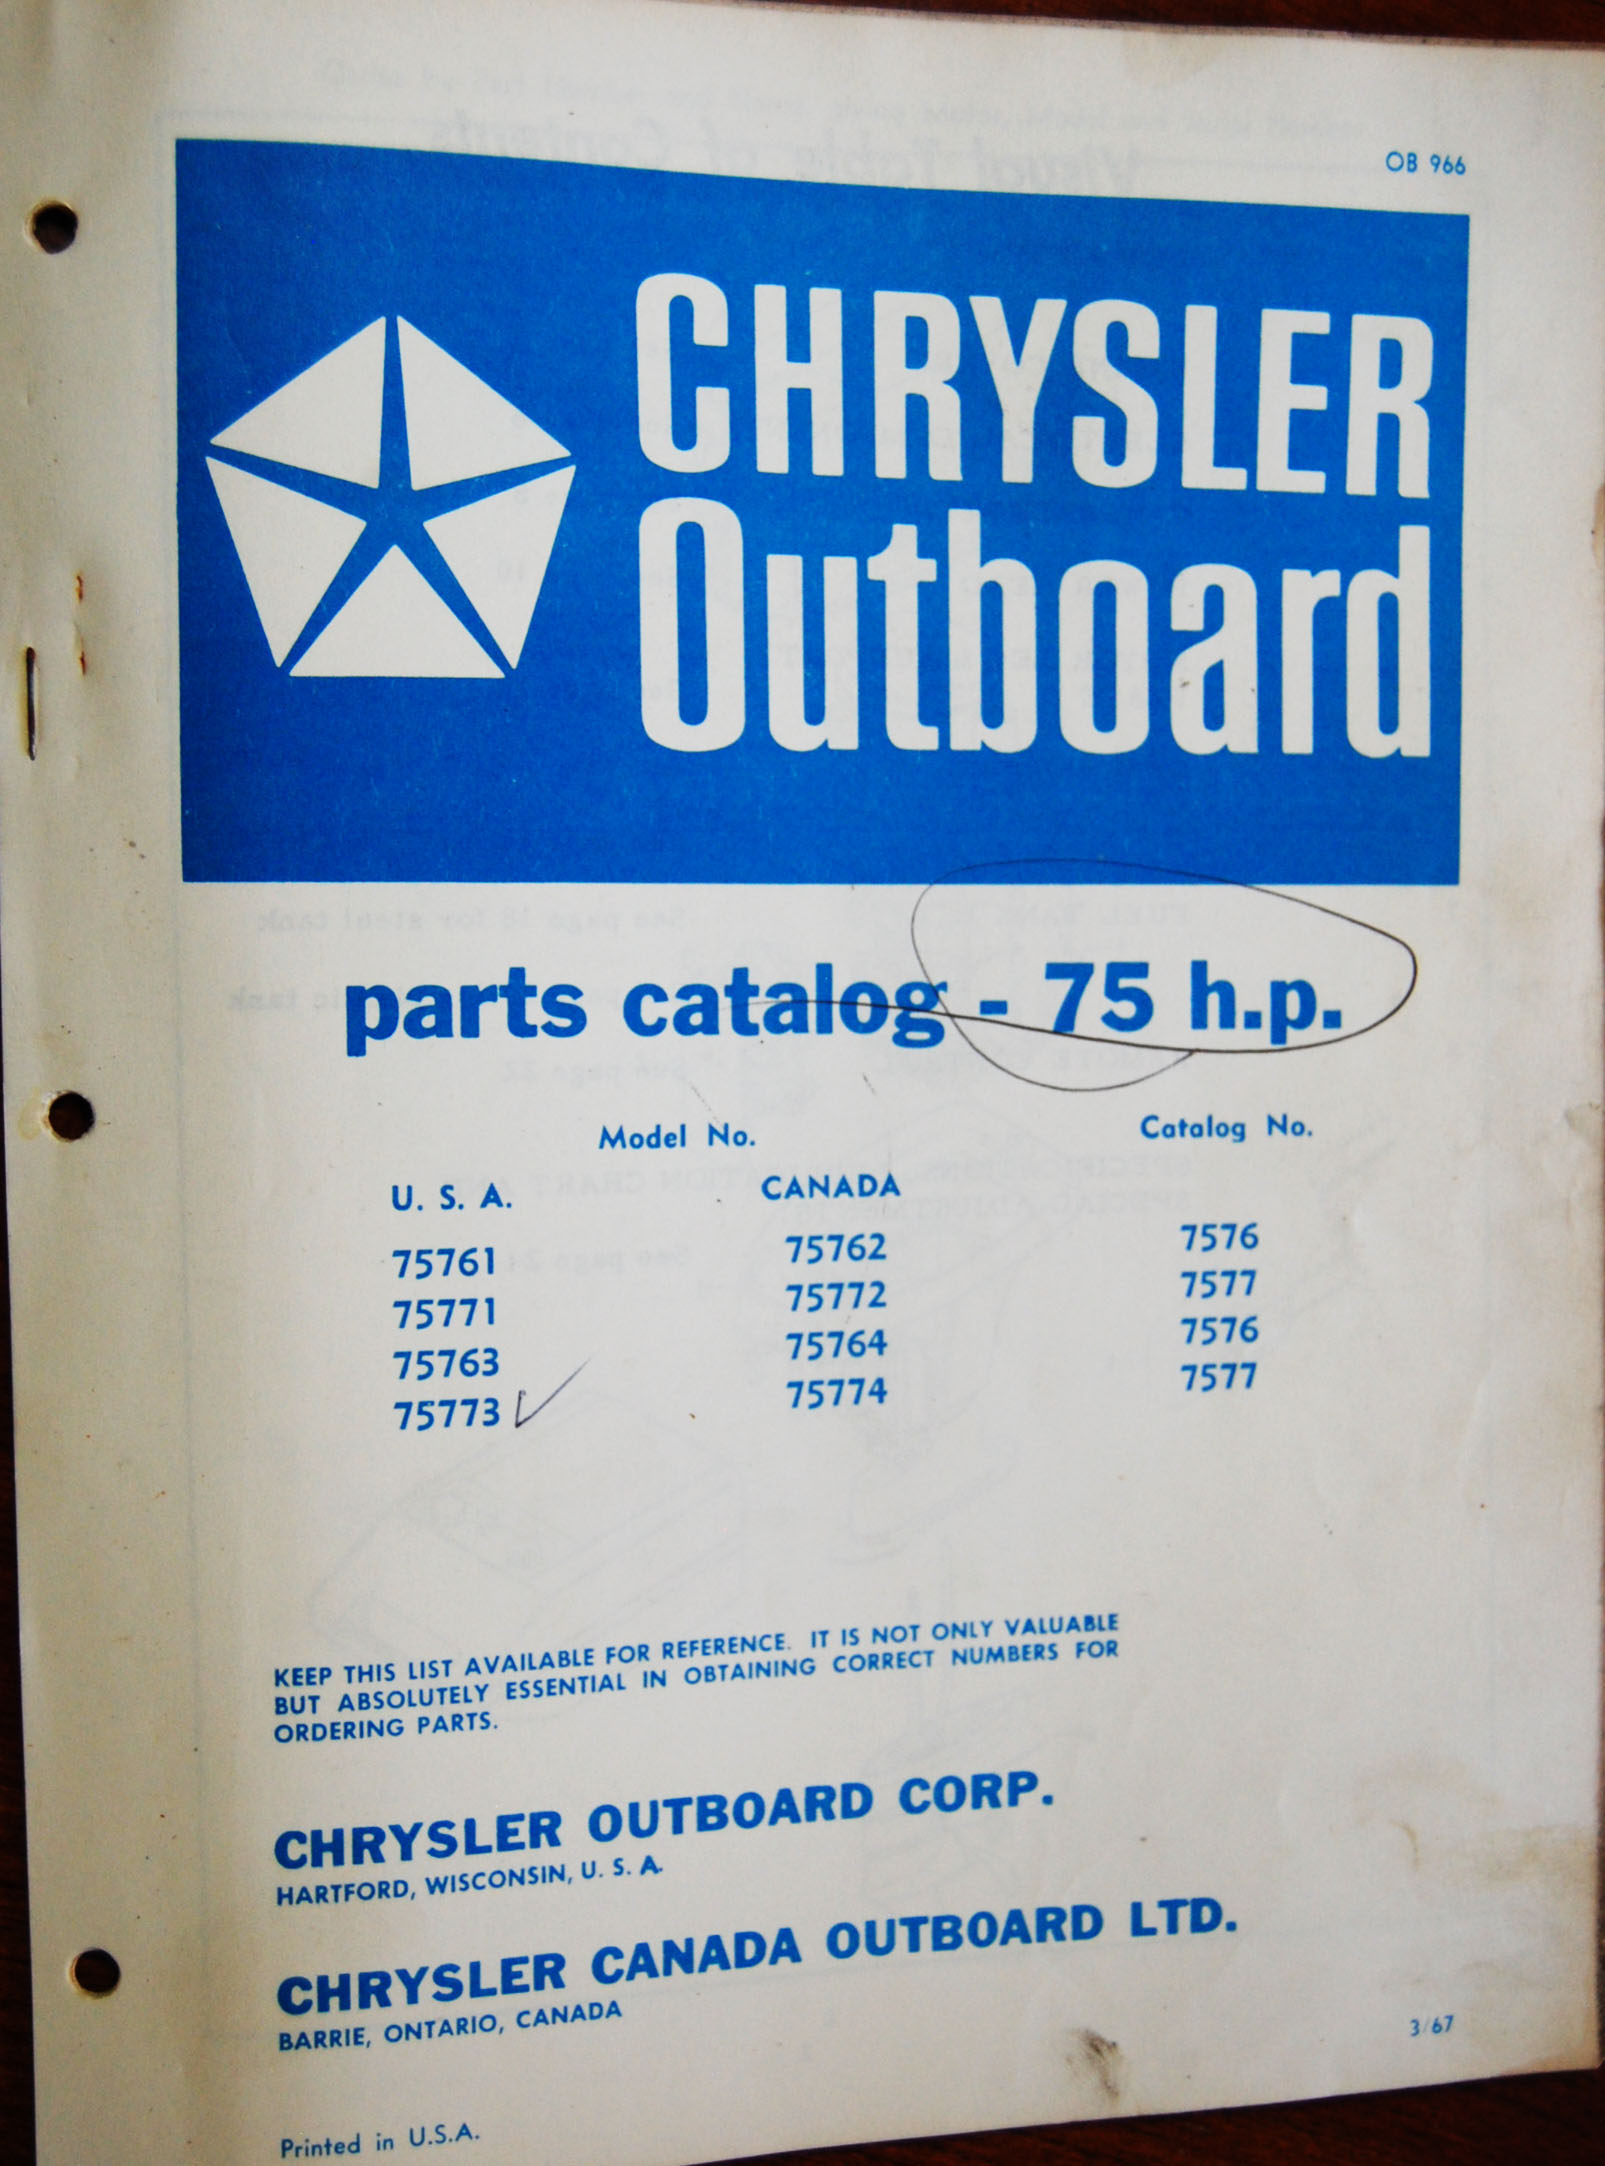 OB 966
CHRYSLER
Outboard
parts catalog - 75 h.p.
Model No. Catalog No.
U. S. A. CANADA
75761 75762 7576
75771 75772 7577
75763 75764 7576
75773 75774 7577
KEEP THIS LIST AVAILABLE FOR REFERENCE. IT IS NOT ONLY VALUABLE
BUT ABSOLUTELY ESSENTIAL IN OBTAINING CORRECT NUMBERS FOR
ORDERING PARTS.
CHRYSLER OUTBOARD CORP.
HARTFORD, WISCONSIN, U. S. A.
CHRYSLER CANADA OUTBOARD LTD.
BARRIE, ONTARIO, CANADA
3/67
Printed in U.S.A.